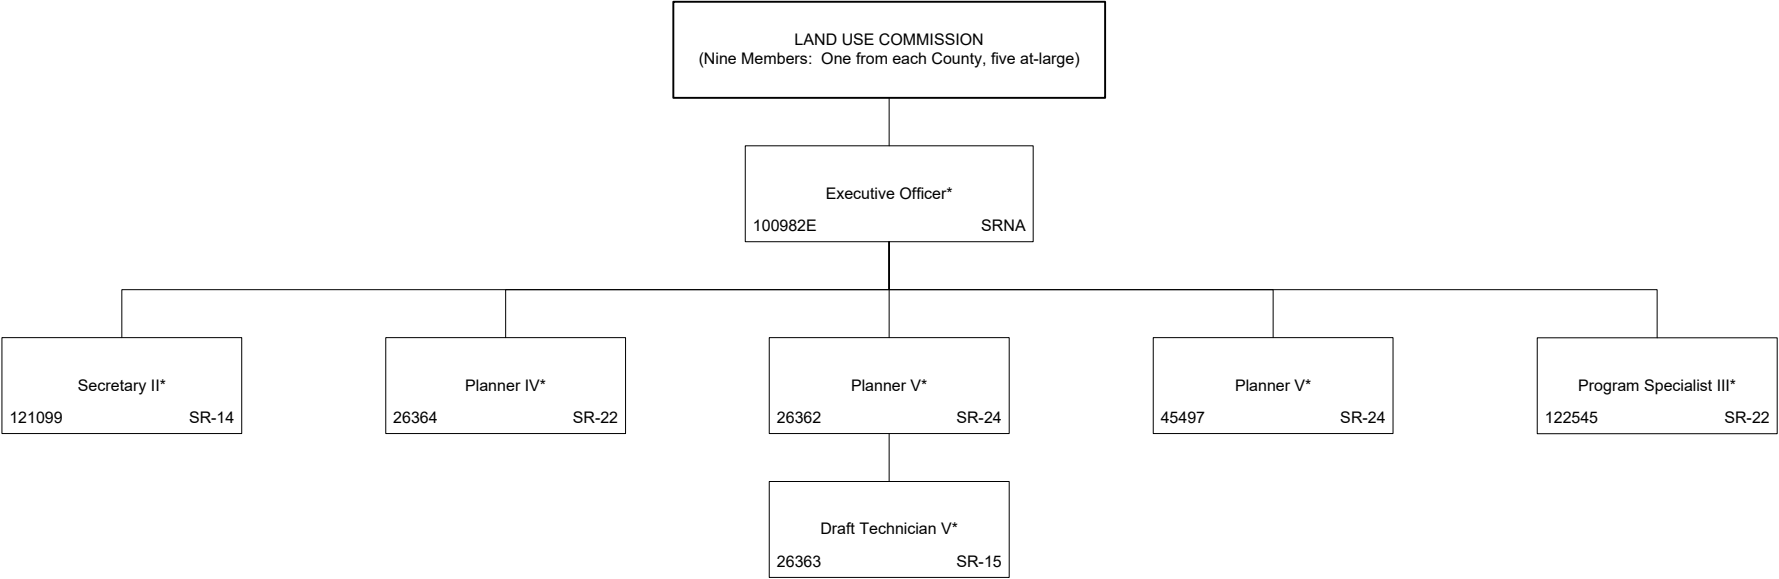 LAND USE COMMISSION
(Nine Members:  One from each County, five at-large)
Executive Officer*
100982E SRNA
Secretary II*
121099 SR-14
Planner IV*
26364 SR-22
Planner V*
26362 SR-24
Planner V*
45497 SR-24
Program Specialist III*
122545 SR-22
Draft Technician V*
26363 SR-15